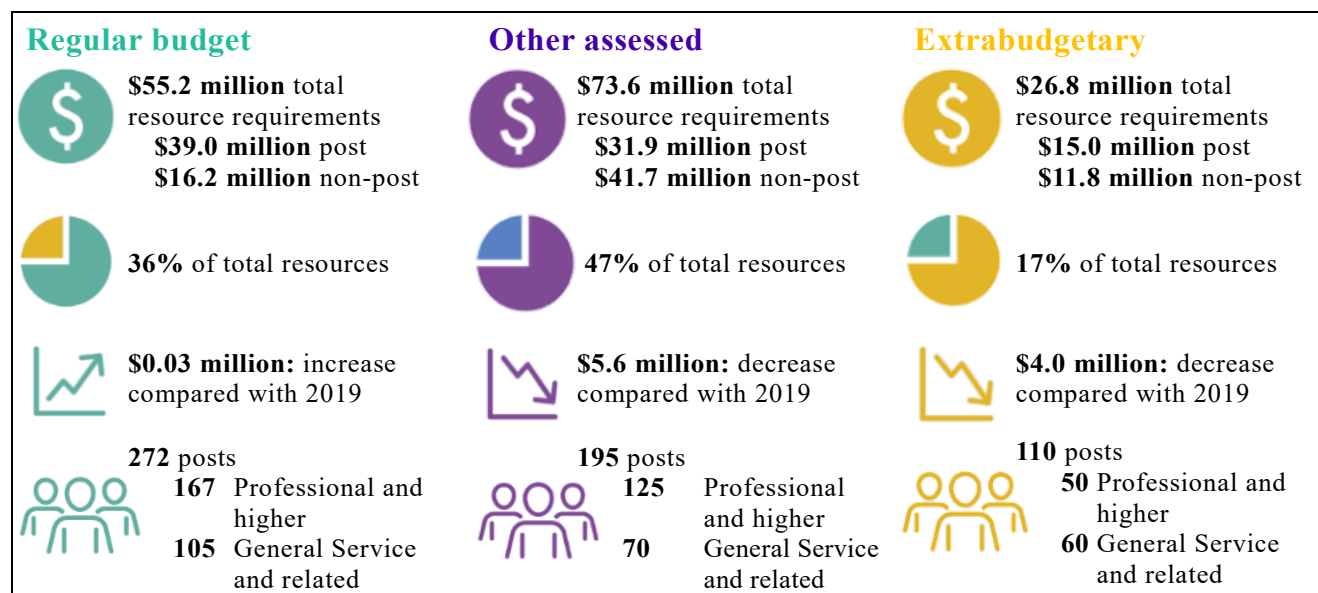 Regular budget
$55.2 million total
resource requirements
$39.0 million post
$16.2 million non-post
36% of total resources
$0.03 million: increase
compared with 2019
272 posts
167 Professional and
higher
105 General Service
and related
Other assessed
$73.6 million total
resource requirements
$31.9 million post
$41.7 million non-post
47% of total resources
$5.6 million: decrease
compared with 2019
195 posts
125 Professional
and higher
70 General Service
and related
Extrabudgetary
$26.8 million total
resource requirements
$15.0 million post
$11.8 million non-post
17% of total resources
$4.0 million: decrease
compared with 2019
110 posts
50 Professional and
higher
60 General Service
and related